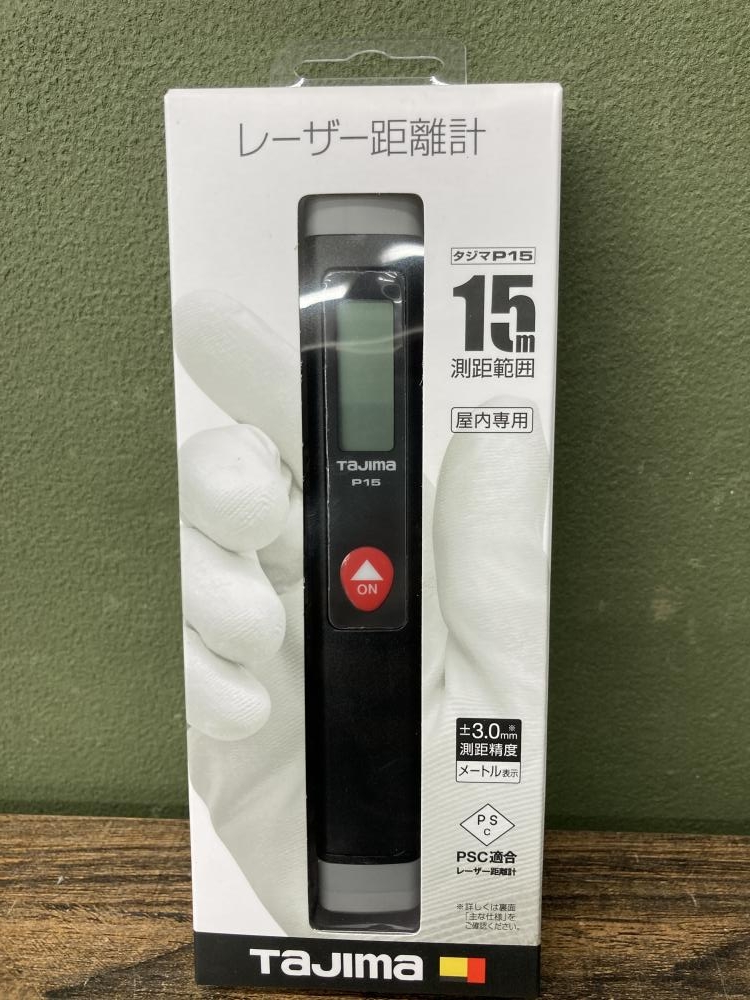 レーザー距離計
タジマP15
15m
測距範囲
屋内専用
TAJIMA
P15
ON
±3.0mm※
測距精度
メートル表示
PS
C
PSC適合
レーザー距離計
※詳しくは裏面
「主な仕様」を
ご確認ください。
TAJIMA